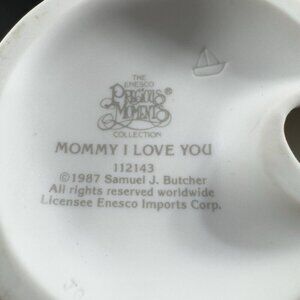 THE
ENESCO
PRECIOUS
MOMENTS®
COLLECTION
MOMMY I LOVE YOU
112143
©1987 Samuel J. Butcher
All rights reserved worldwide
Licensee Enesco Imports Corp.